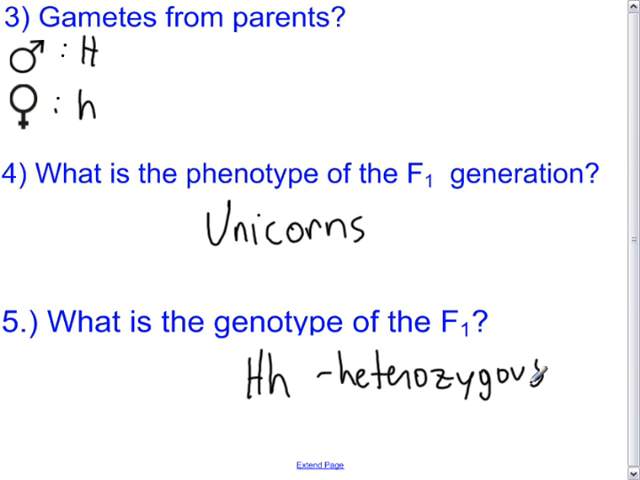 3) Gametes from parents?
♂ : H
♀ : h
4) What is the phenotype of the F₁ generation?
Unicorns
5.) What is the genotype of the F₁?
Hh - heterozygous
Extend Page